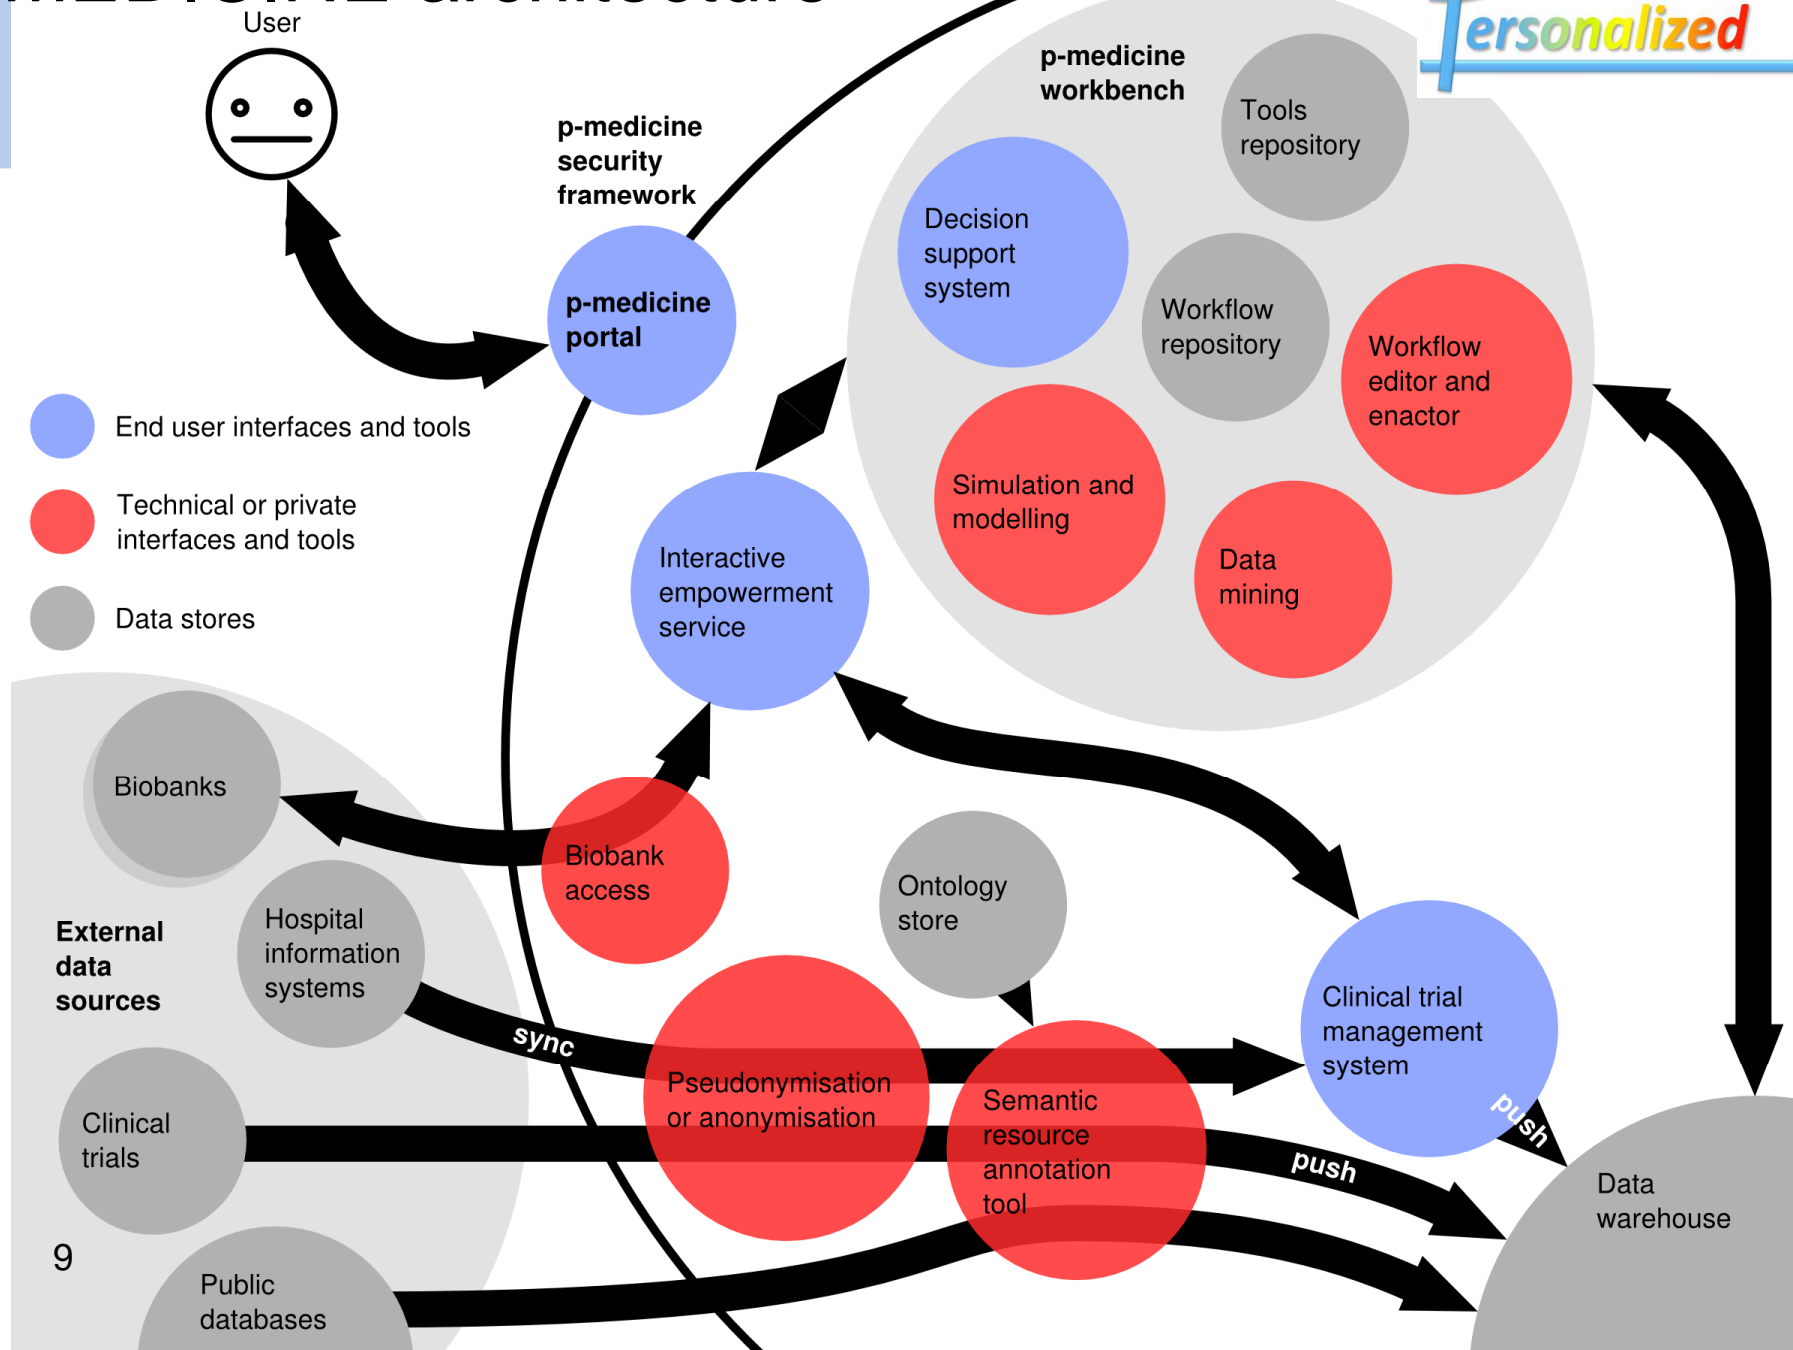 User
ersonalized
p-medicine
security
framework
p-medicine
workbench
Tools
repository
Decision
support
system
Workflow
repository
Workflow
editor and
enactor
p-medicine
portal
End user interfaces and tools
Technical or private
interfaces and tools
Data stores
Simulation and
modelling
Data
mining
Interactive
empowerment
service
Biobanks
Biobank
access
Ontology
store
External
data
sources
Hospital
information
systems
sync
Clinical trial
management
system
push
Pseudonymisation
or anonymisation
Semantic
resource
annotation
tool
Clinical
trials
push
Data
warehouse
9
Public
databases